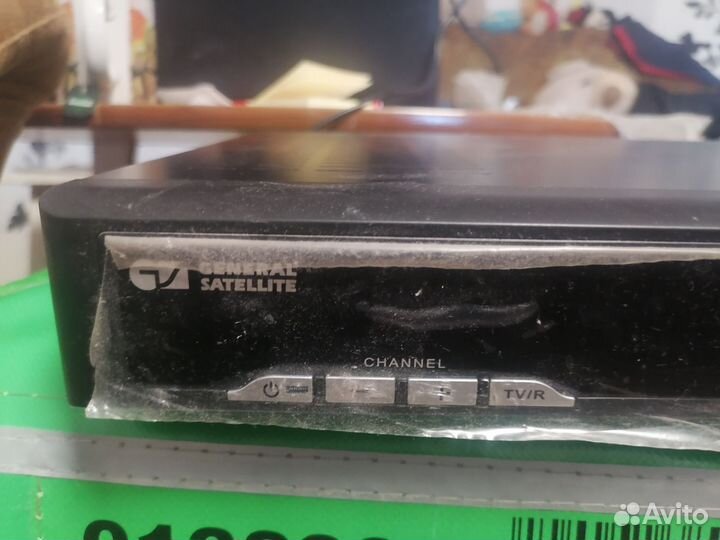 GENERAL
SATELLITE
CHANNEL
- +
TV/R
Avito